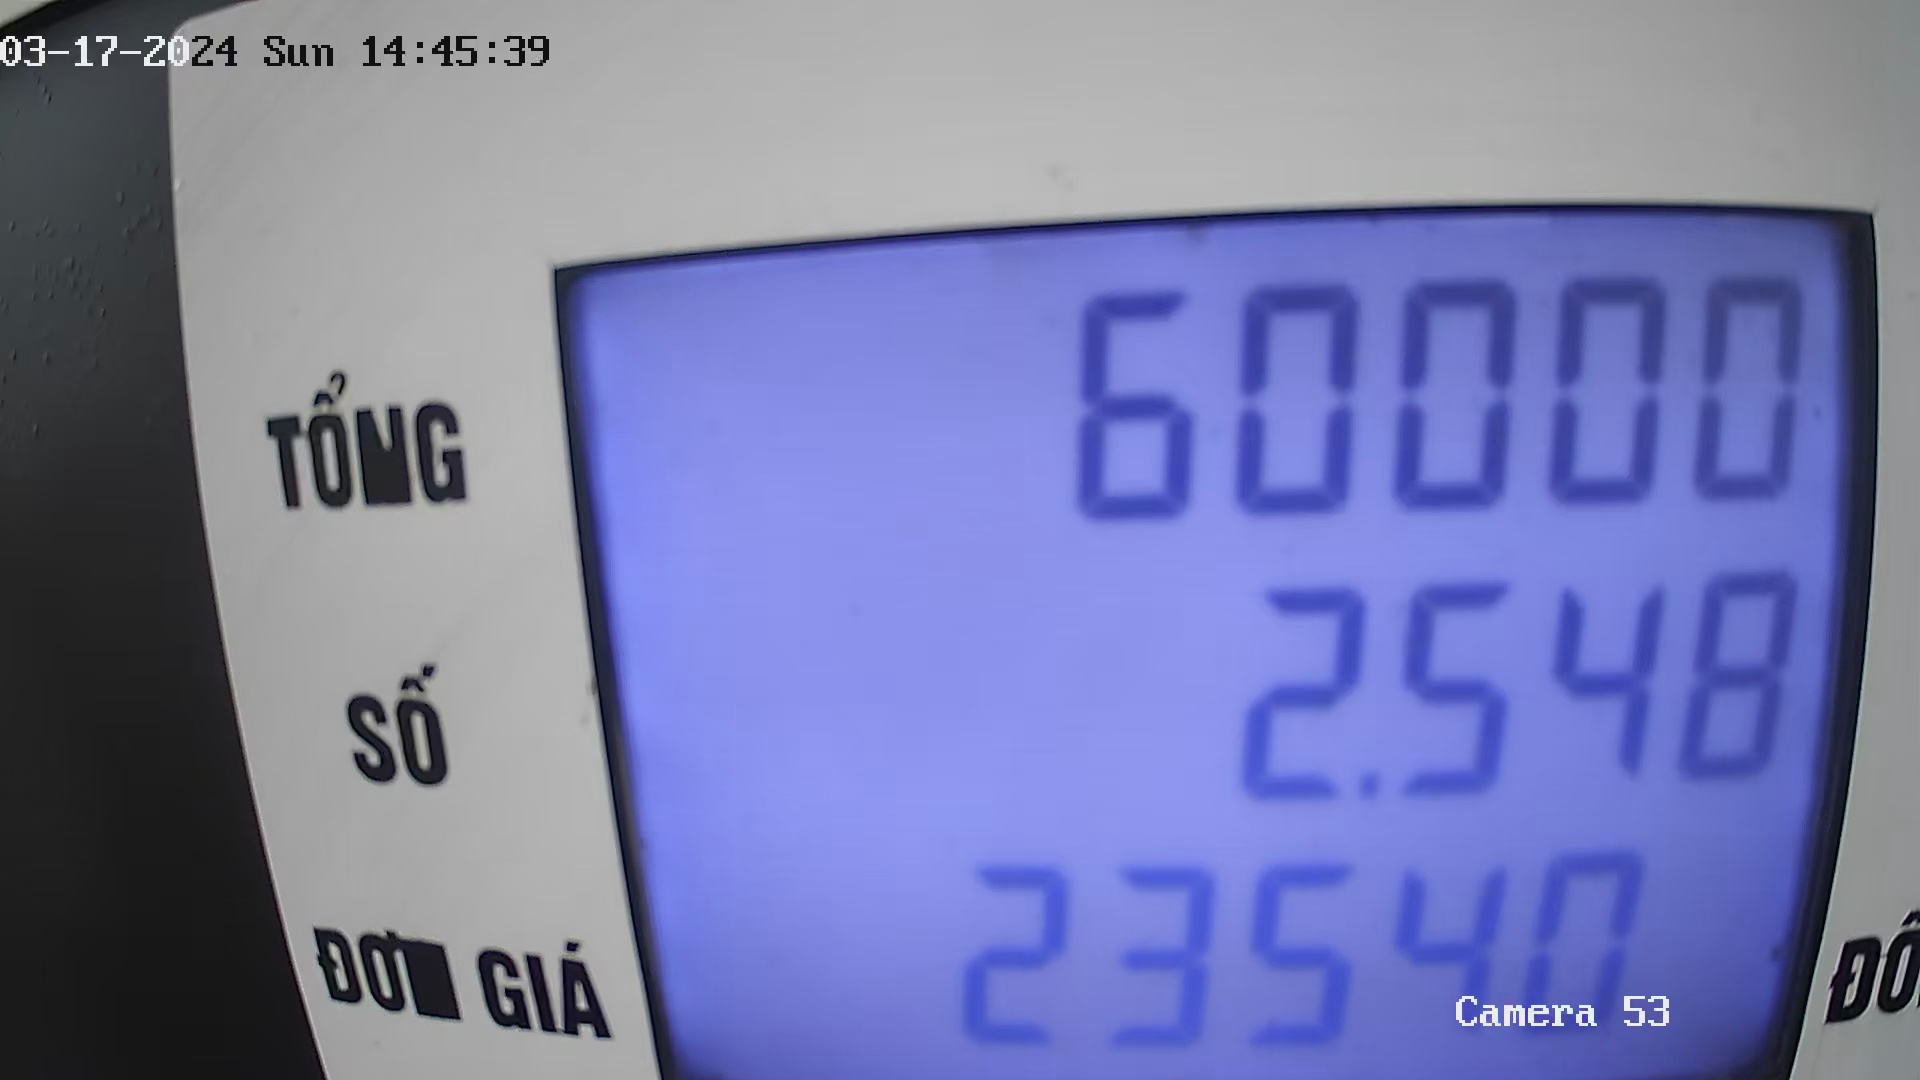 03-17-2024 Sun 14:45:39
TỔNG 60000
SỐ 2.548
ĐƠN GIÁ 23540
Camera 53